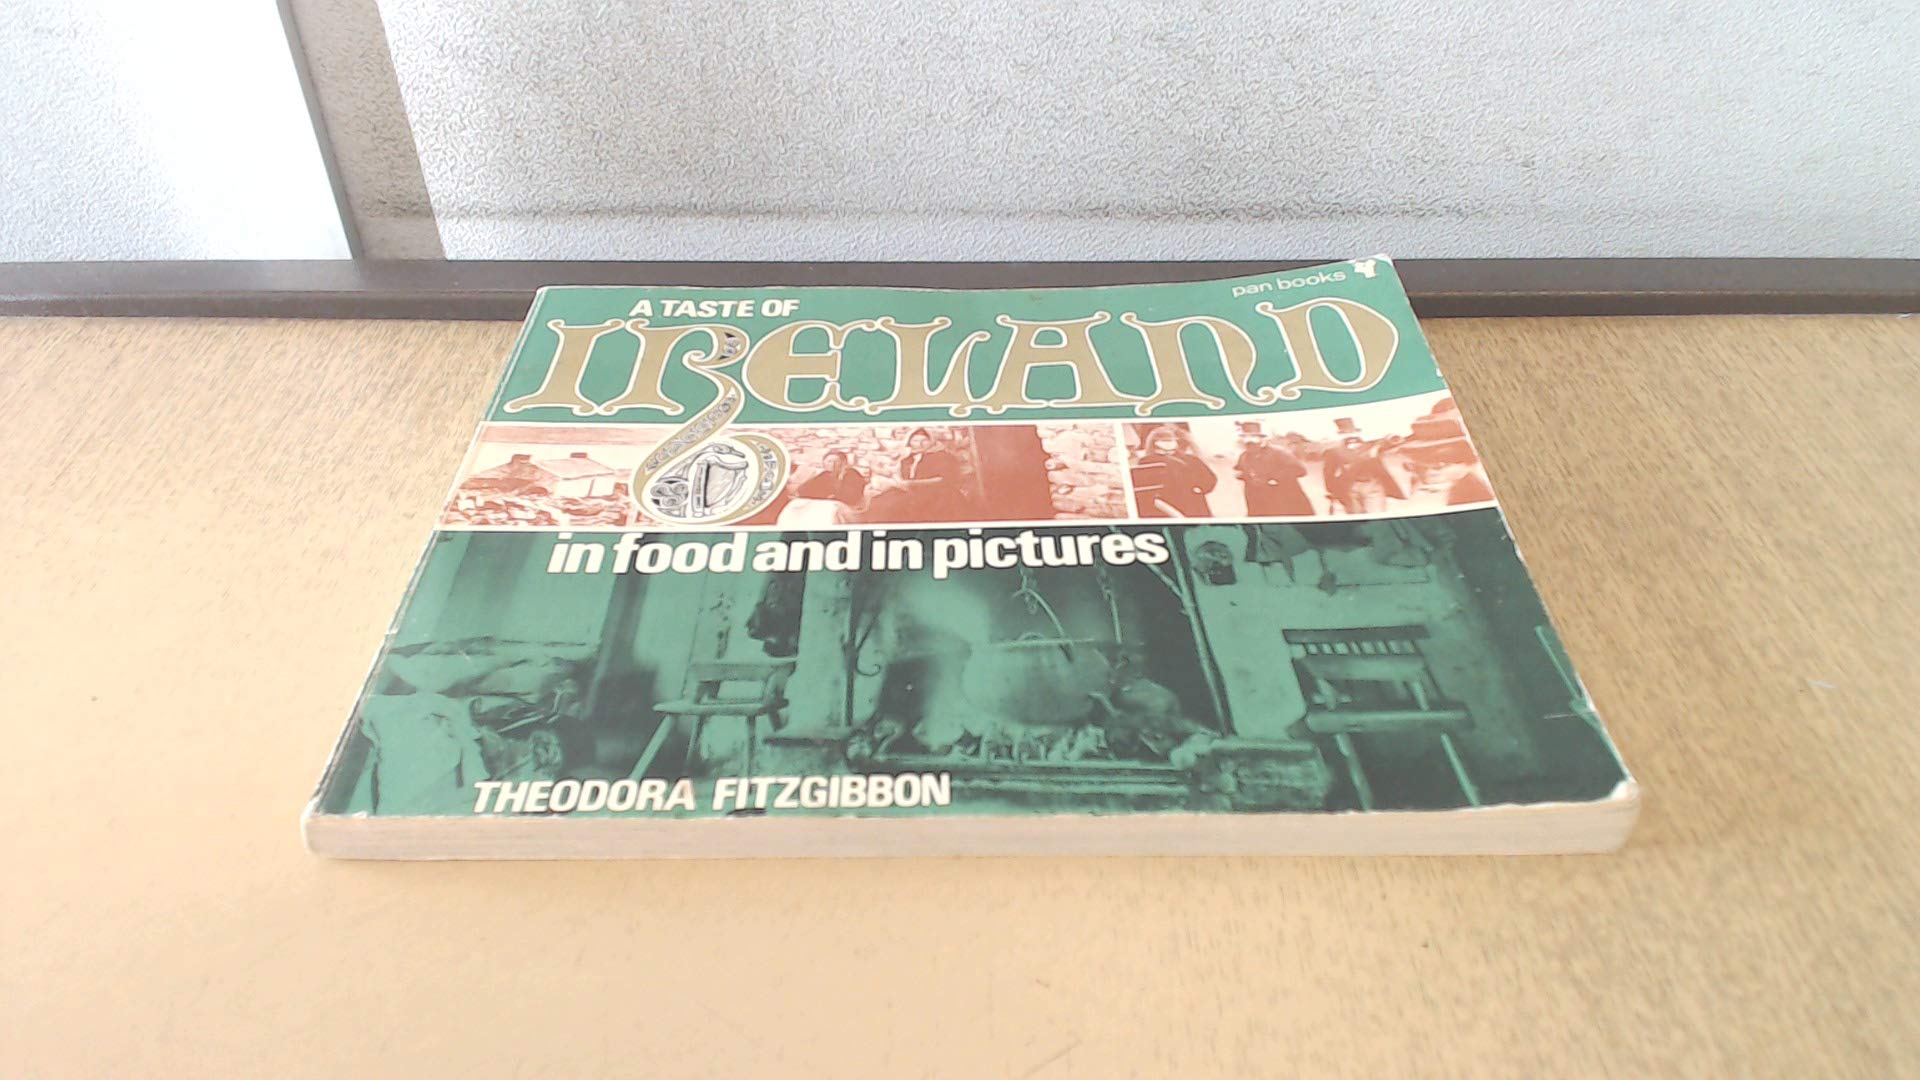 pan books
A TASTE OF
IRELAND
in food and in pictures
THEODORA FITZGIBBON